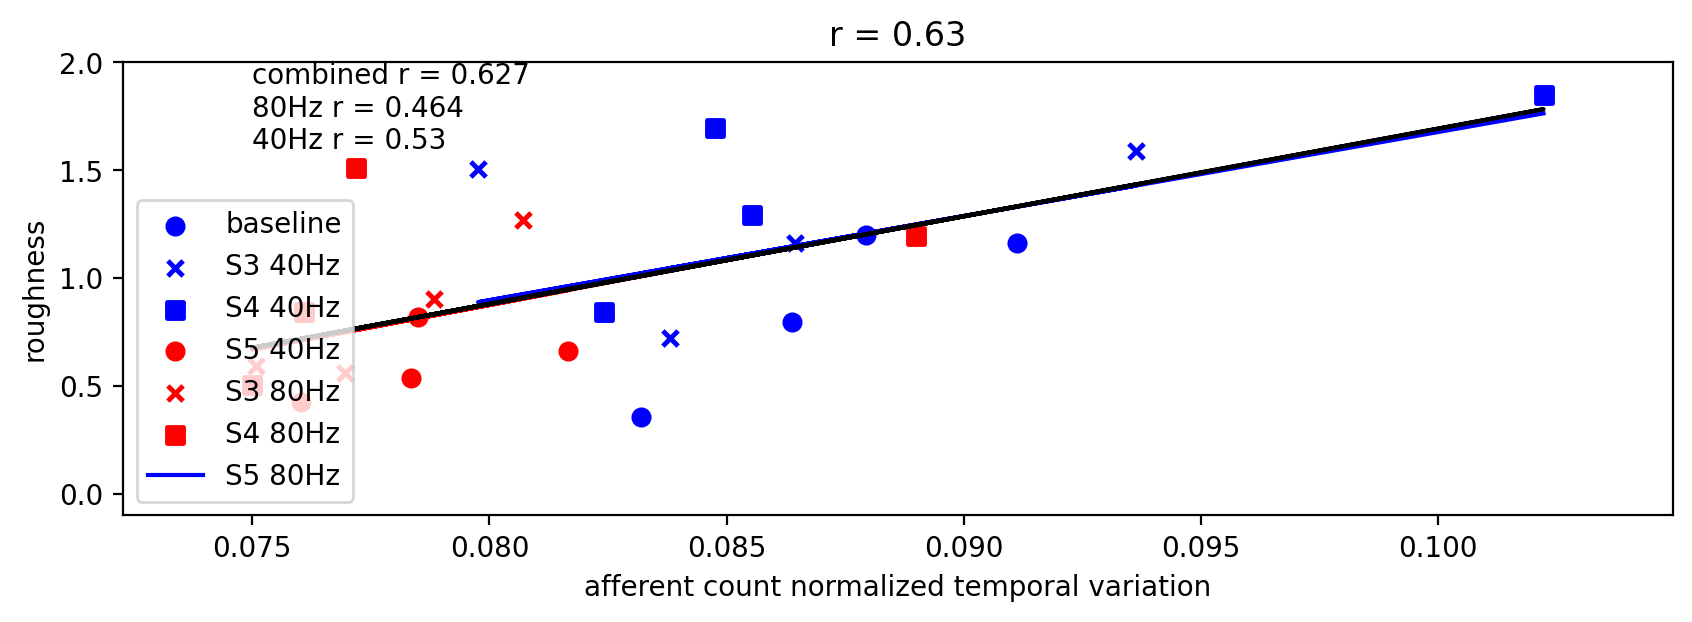 r = 0.63
combined r = 0.627
80Hz r = 0.464
40Hz r = 0.53
2.0
1.5
1.0
0.5
0.0
roughness
baseline
S3 40Hz
S4 40Hz
S5 40Hz
S3 80Hz
S4 80Hz
S5 80Hz
0.075 0.080 0.085 0.090 0.095 0.100
afferent count normalized temporal variation